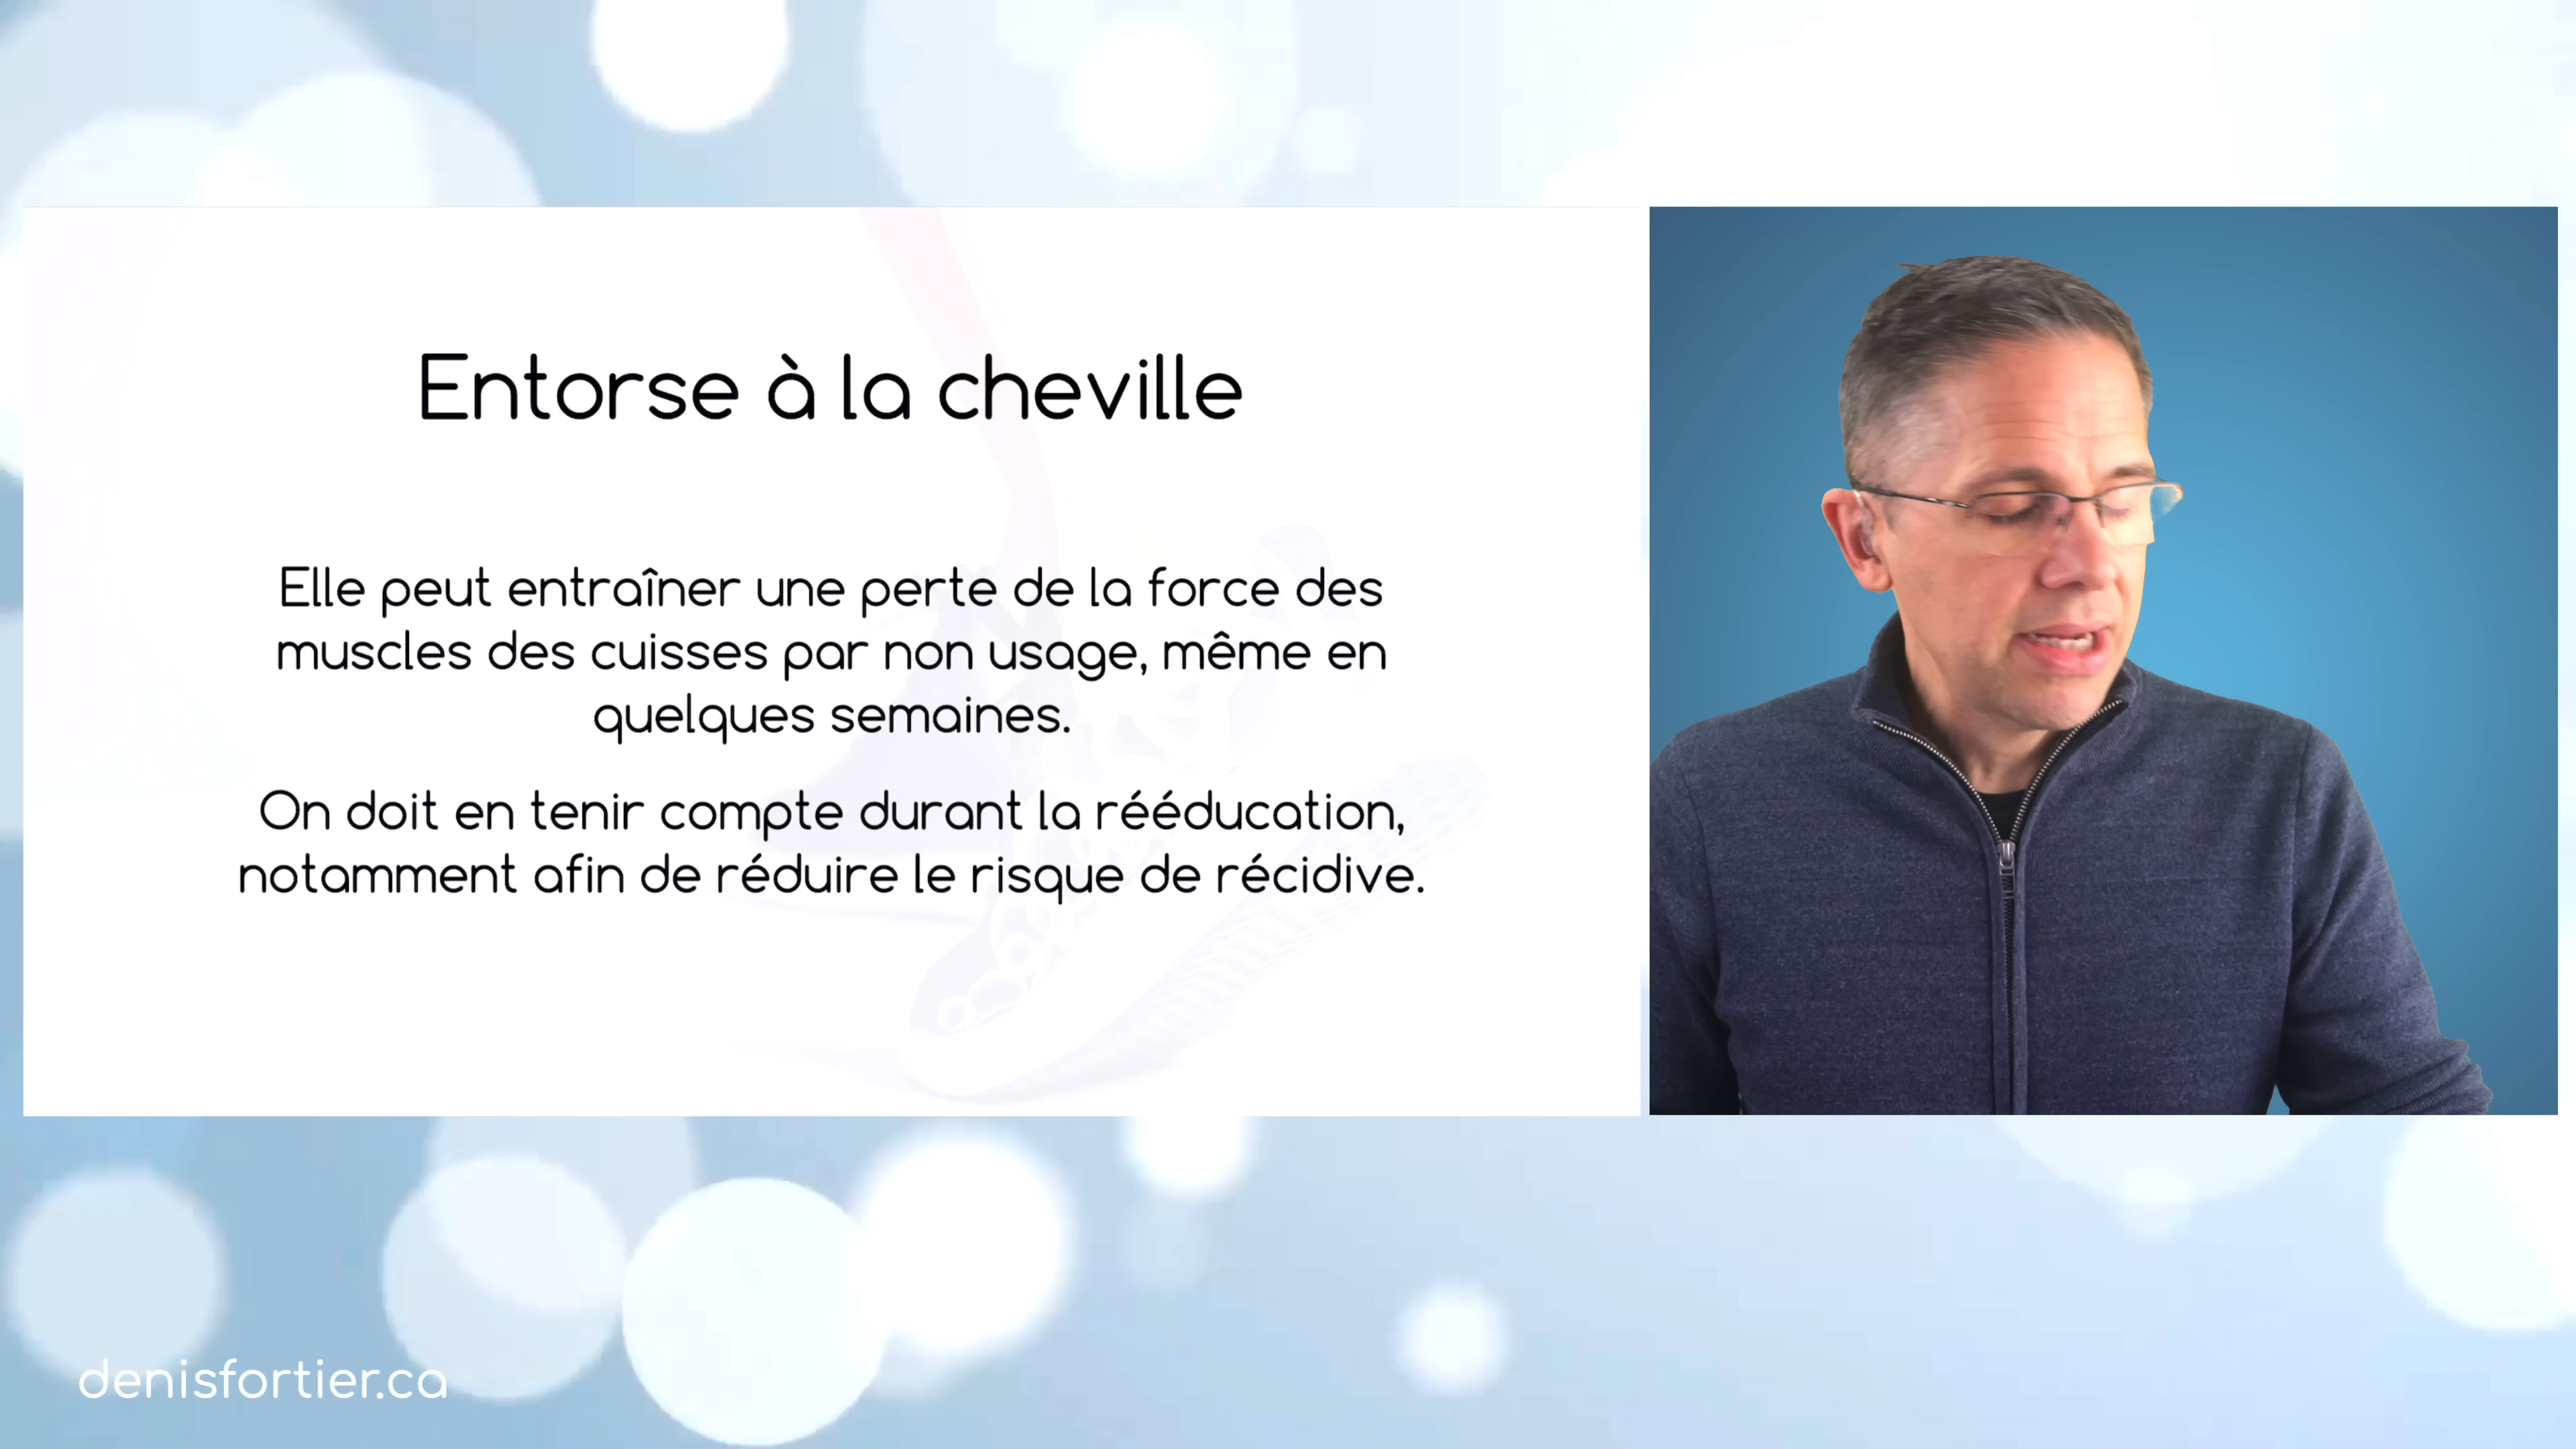 Entorse à la cheville
Elle peut entraîner une perte de la force des
muscles des cuisses par non usage, même en
quelques semaines.
On doit en tenir compte durant la rééducation,
notamment afin de réduire le risque de récidive.
denisfortier.ca